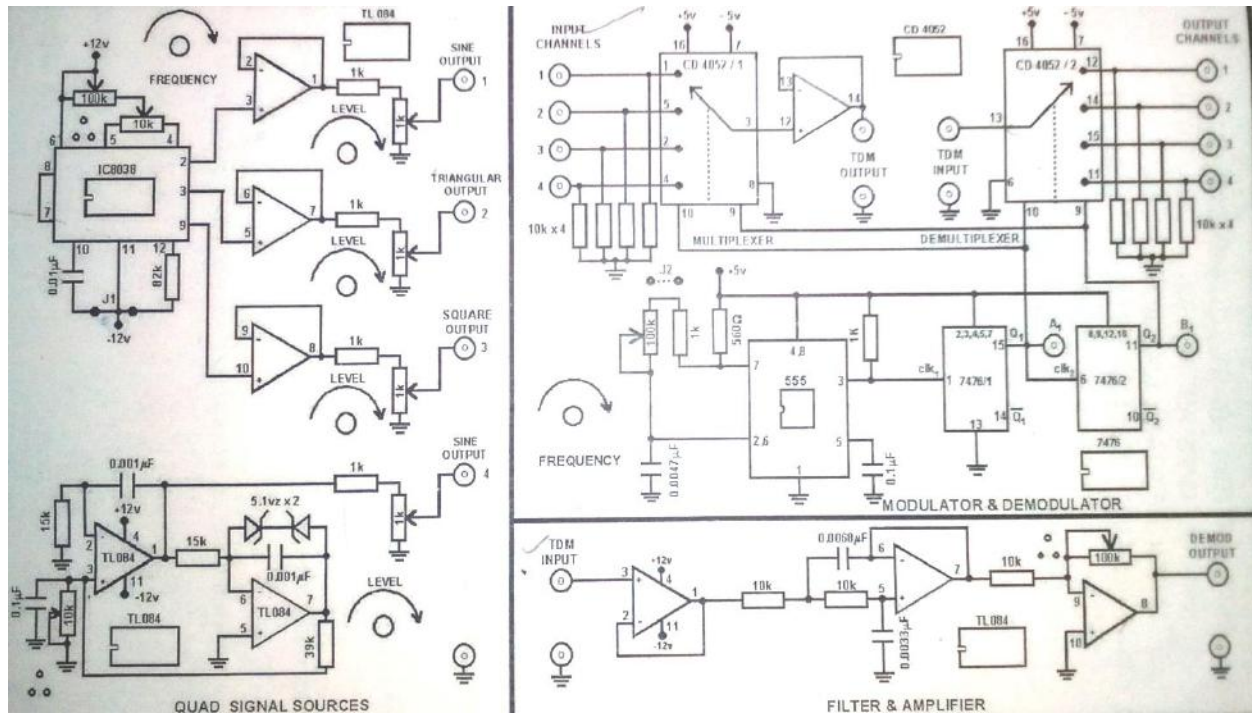 TL 084
+12v
FREQUENCY
100k
10k
6
5
4
8
7
IC8038
2
3
9
10
11
12
0.01µF
82k
J1
-12v
2
-
1
3
+
1k
LEVEL
1k
SINE
OUTPUT
1
6
-
7
5
+
1k
LEVEL
1k
TRIANGULAR
OUTPUT
2
9
-
8
10
+
1k
LEVEL
1k
SQUARE
OUTPUT
3
SINE
OUTPUT
4
1k
1k
LEVEL
0.001µF
15k
+12v
4
2
-
1
TL084
3
+
11
-12v
0.1µF
10k
15k
5.1vz x 2
0.001µF
6
-
7
TL084
5
+
39k
TL084
QUAD SIGNAL SOURCES
INPUT
CHANNELS
+5v
- 5v
16
7
CD 4052 / 1
1
1
2
5
3
2
4
4
3
8
10
9
10k x 4
MULTIPLEXER
13
-
14
12
+
TDM
OUTPUT
CD 4052
TDM
INPUT
+5v
- 5v
16
7
CD 4052 / 2
OUTPUT
CHANNELS
13
12
1
14
2
15
3
11
4
6
10
9
10k x 4
DEMULTIPLEXER
J2
+5v
100k
1k
560Ω
FREQUENCY
0.0047µF
7
4,8
555
3
2,6
5
1
0.1µF
1K
clk1
1
2,3,4,5,7
Q1
15
7476/1
14
Q̅1
13
A1
clk2
6
Q2
11
7476/2
10
Q̅2
B1
7476
MODULATOR & DEMODULATOR
TDM
INPUT
+12v
3
+
4
1
2
-
11
-12v
10k
10k
0.0068µF
6
-
7
5
+
0.0033µF
10k
TL084
100k
9
-
8
10
+
DEMOD
OUTPUT
FILTER & AMPLIFIER